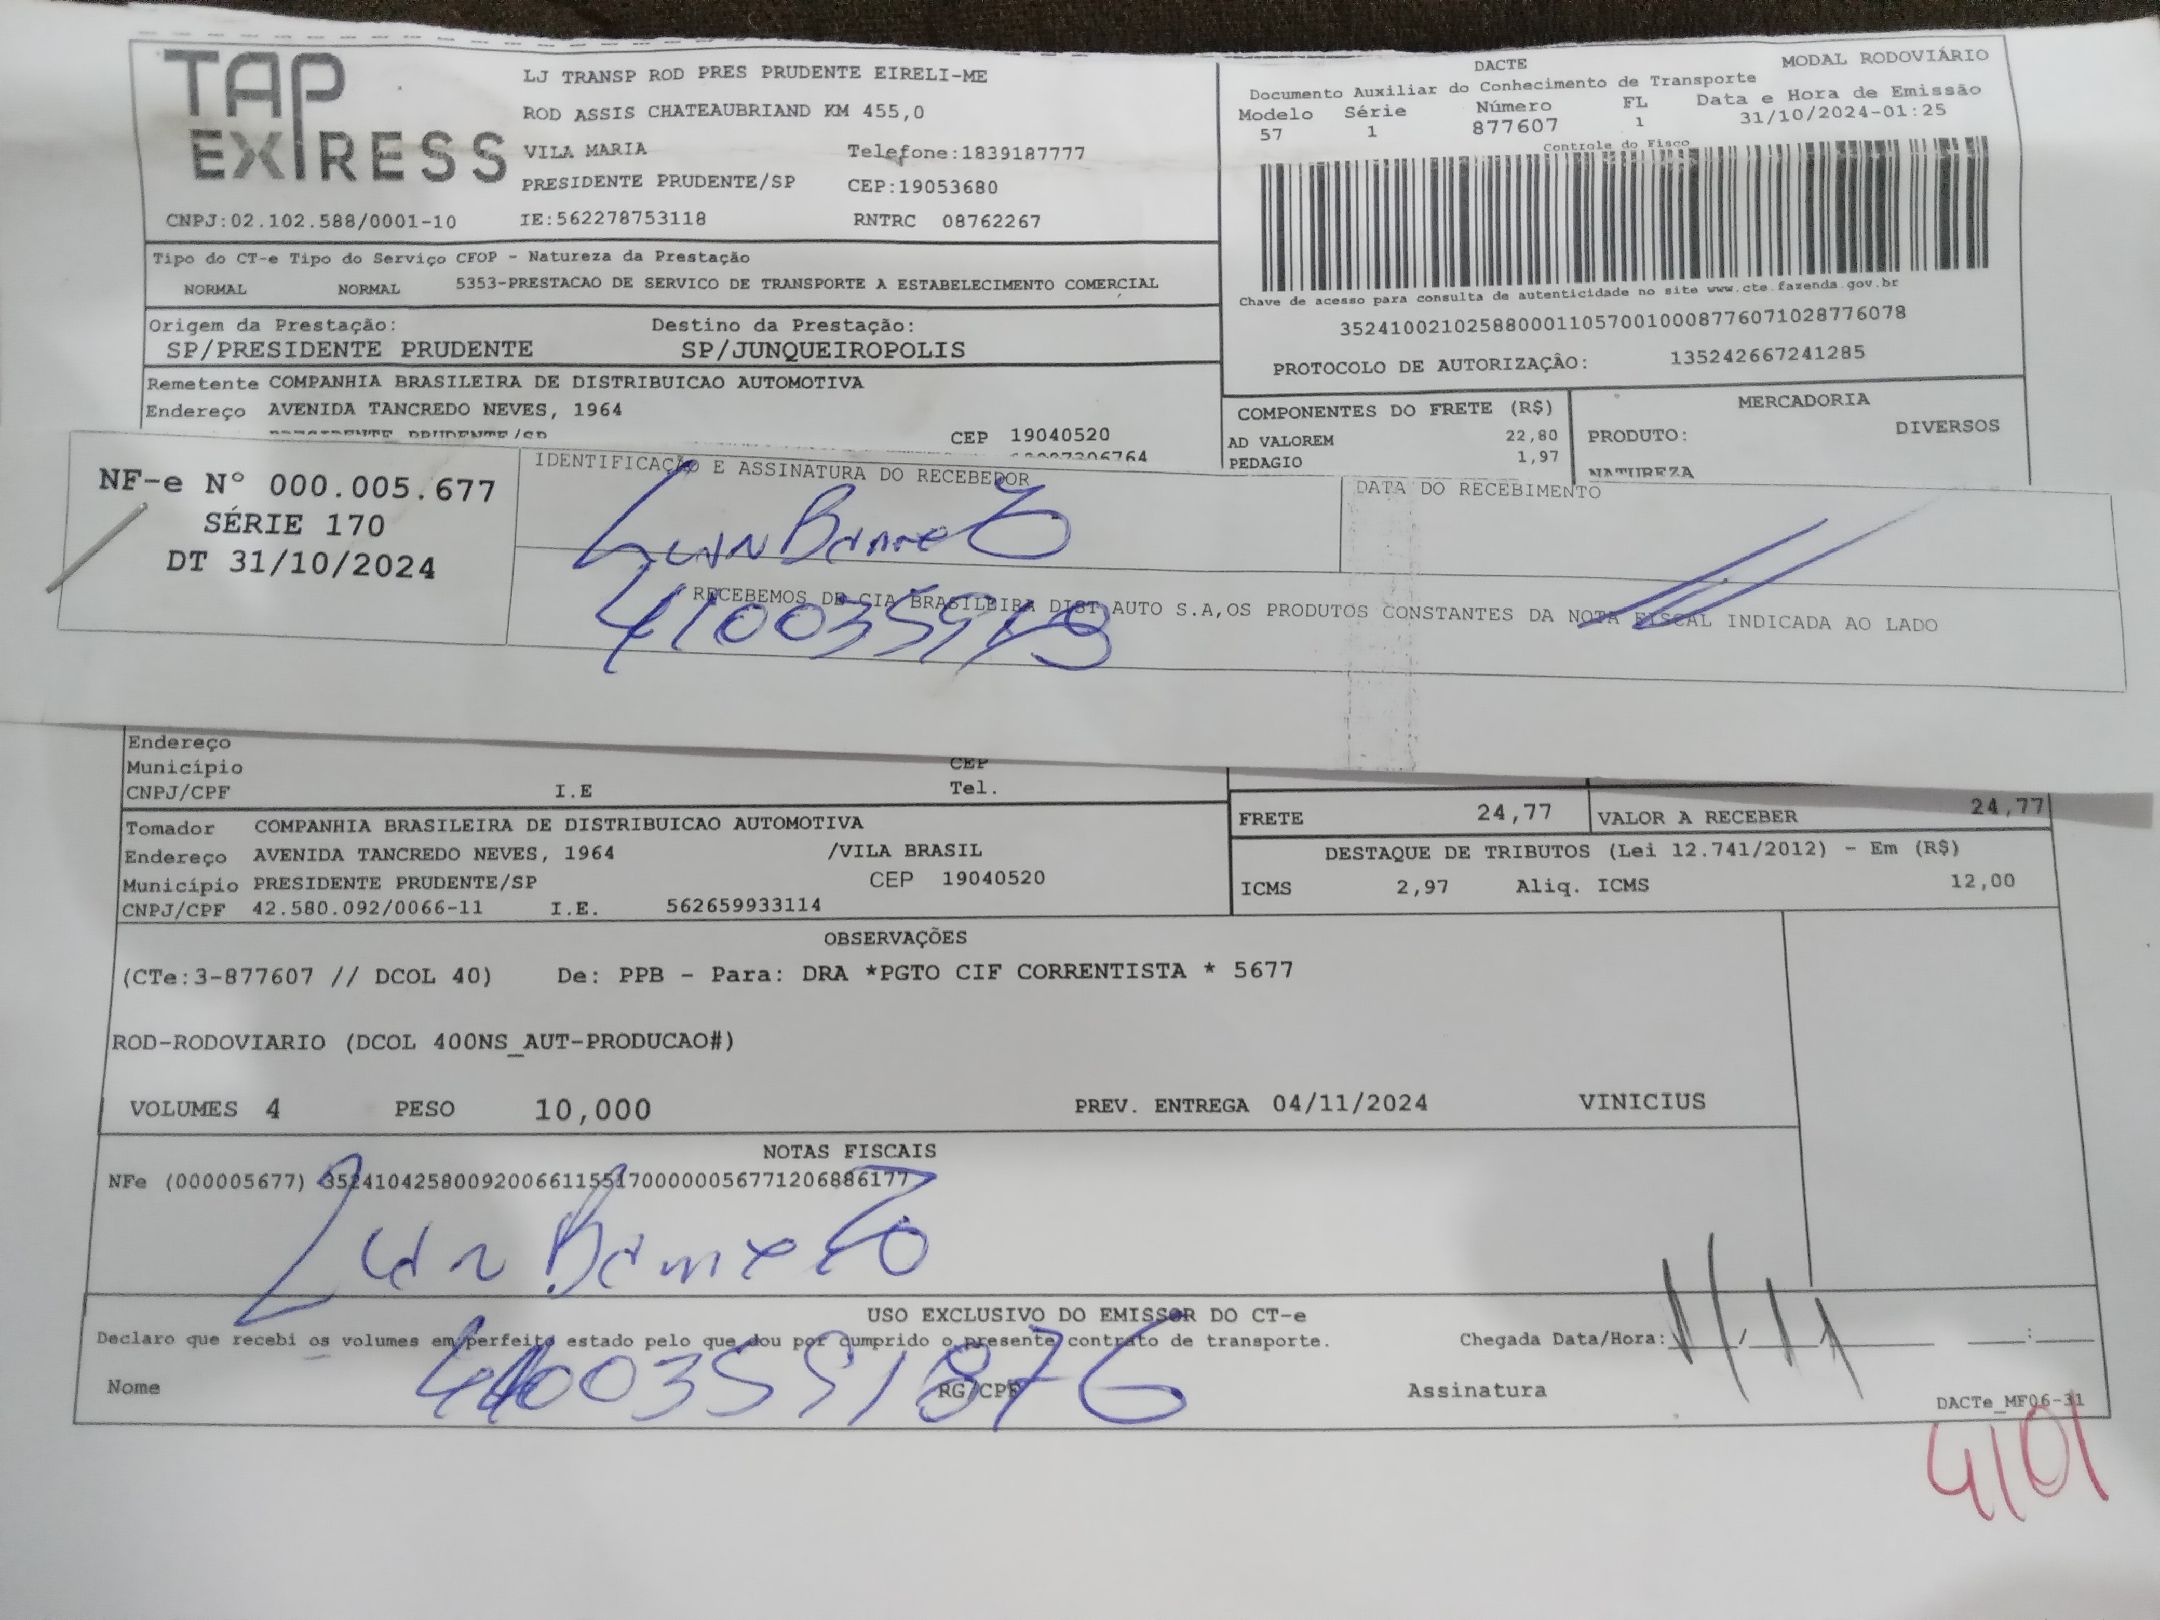 TAP EXPRESS
LJ TRANSP ROD PRES PRUDENTE EIRELI-ME
ROD ASSIS CHATEAUBRIAND KM 455,0
VILA MARIA Telefone:1839187777
PRESIDENTE PRUDENTE/SP CEP:19053680
CNPJ:02.102.588/0001-10 IE:562278753118 RNTRC 08762267
DACTE MODAL RODOVIÁRIO
Documento Auxiliar do Conhecimento de Transporte
Modelo Série Número FL Data e Hora de Emissão
57 1 877607 1 31/10/2024-01:25
Controle do Fisco
Chave de acesso para consulta de autenticidade no site www.cte.fazenda.gov.br
35241002102588000110570010008776071028776078
PROTOCOLO DE AUTORIZAÇÃO: 135242667241285
Tipo do CT-e Tipo do Serviço CFOP - Natureza da Prestação
NORMAL NORMAL 5353-PRESTACAO DE SERVICO DE TRANSPORTE A ESTABELECIMENTO COMERCIAL
Origem da Prestação: Destino da Prestação:
SP/PRESIDENTE PRUDENTE SP/JUNQUEIROPOLIS
Remetente COMPANHIA BRASILEIRA DE DISTRIBUICAO AUTOMOTIVA
Endereço AVENIDA TANCREDO NEVES, 1964
PRESIDENTE PRUDENTE/SP CEP 19040520
COMPONENTES DO FRETE (R$)
AD VALOREM 22,80
PEDAGIO 1,97
MERCADORIA
PRODUTO: DIVERSOS
NATUREZA
NF-e Nº 000.005.677
SÉRIE 170
DT 31/10/2024
IDENTIFICAÇÃO E ASSINATURA DO RECEBEDOR
DATA DO RECEBIMENTO
RECEBEMOS DE CIA BRASILEIRA DIST AUTO S.A,OS PRODUTOS CONSTANTES DA NOTA FISCAL INDICADA AO LADO
Endereço
Município CEP
CNPJ/CPF I.E Tel.
FRETE 24,77 VALOR A RECEBER 24,77
Tomador COMPANHIA BRASILEIRA DE DISTRIBUICAO AUTOMOTIVA
Endereço AVENIDA TANCREDO NEVES, 1964 /VILA BRASIL
Município PRESIDENTE PRUDENTE/SP CEP 19040520
CNPJ/CPF 42.580.092/0066-11 I.E. 562659933114
DESTAQUE DE TRIBUTOS (Lei 12.741/2012) - Em (R$)
ICMS 2,97 Aliq. ICMS 12,00
OBSERVAÇÕES
(CTe:3-877607 // DCOL 40) De: PPB - Para: DRA *PGTO CIF CORRENTISTA * 5677
ROD-RODOVIARIO (DCOL 400NS_AUT-PRODUCAO#)
VOLUMES 4 PESO 10,000 PREV. ENTREGA 04/11/2024 VINICIUS
NOTAS FISCAIS
NFe (000005677) 35241042580092006611551700000056771206886177
Luan
USO EXCLUSIVO DO EMISSOR DO CT-e
Declaro que recebi os volumes em perfeito estado pelo que dou por cumprido o presente contrato de transporte.
Chegada Data/Hora: 1/11
Nome RG/CPF Assinatura
DACTe_MF06-31
4101